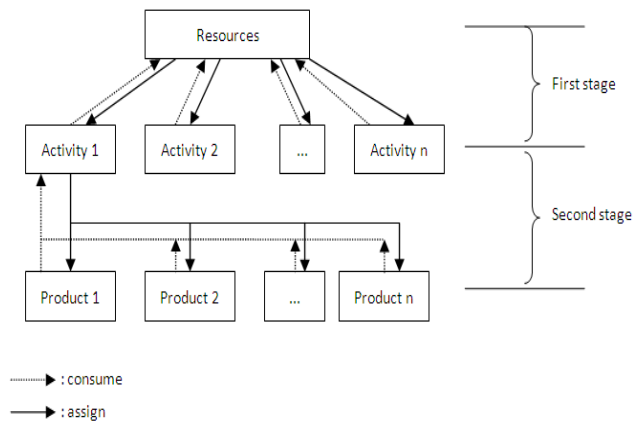 Resources
First stage
Activity 1
Activity 2
...
Activity n
Second stage
Product 1
Product 2
...
Product n
: consume
: assign